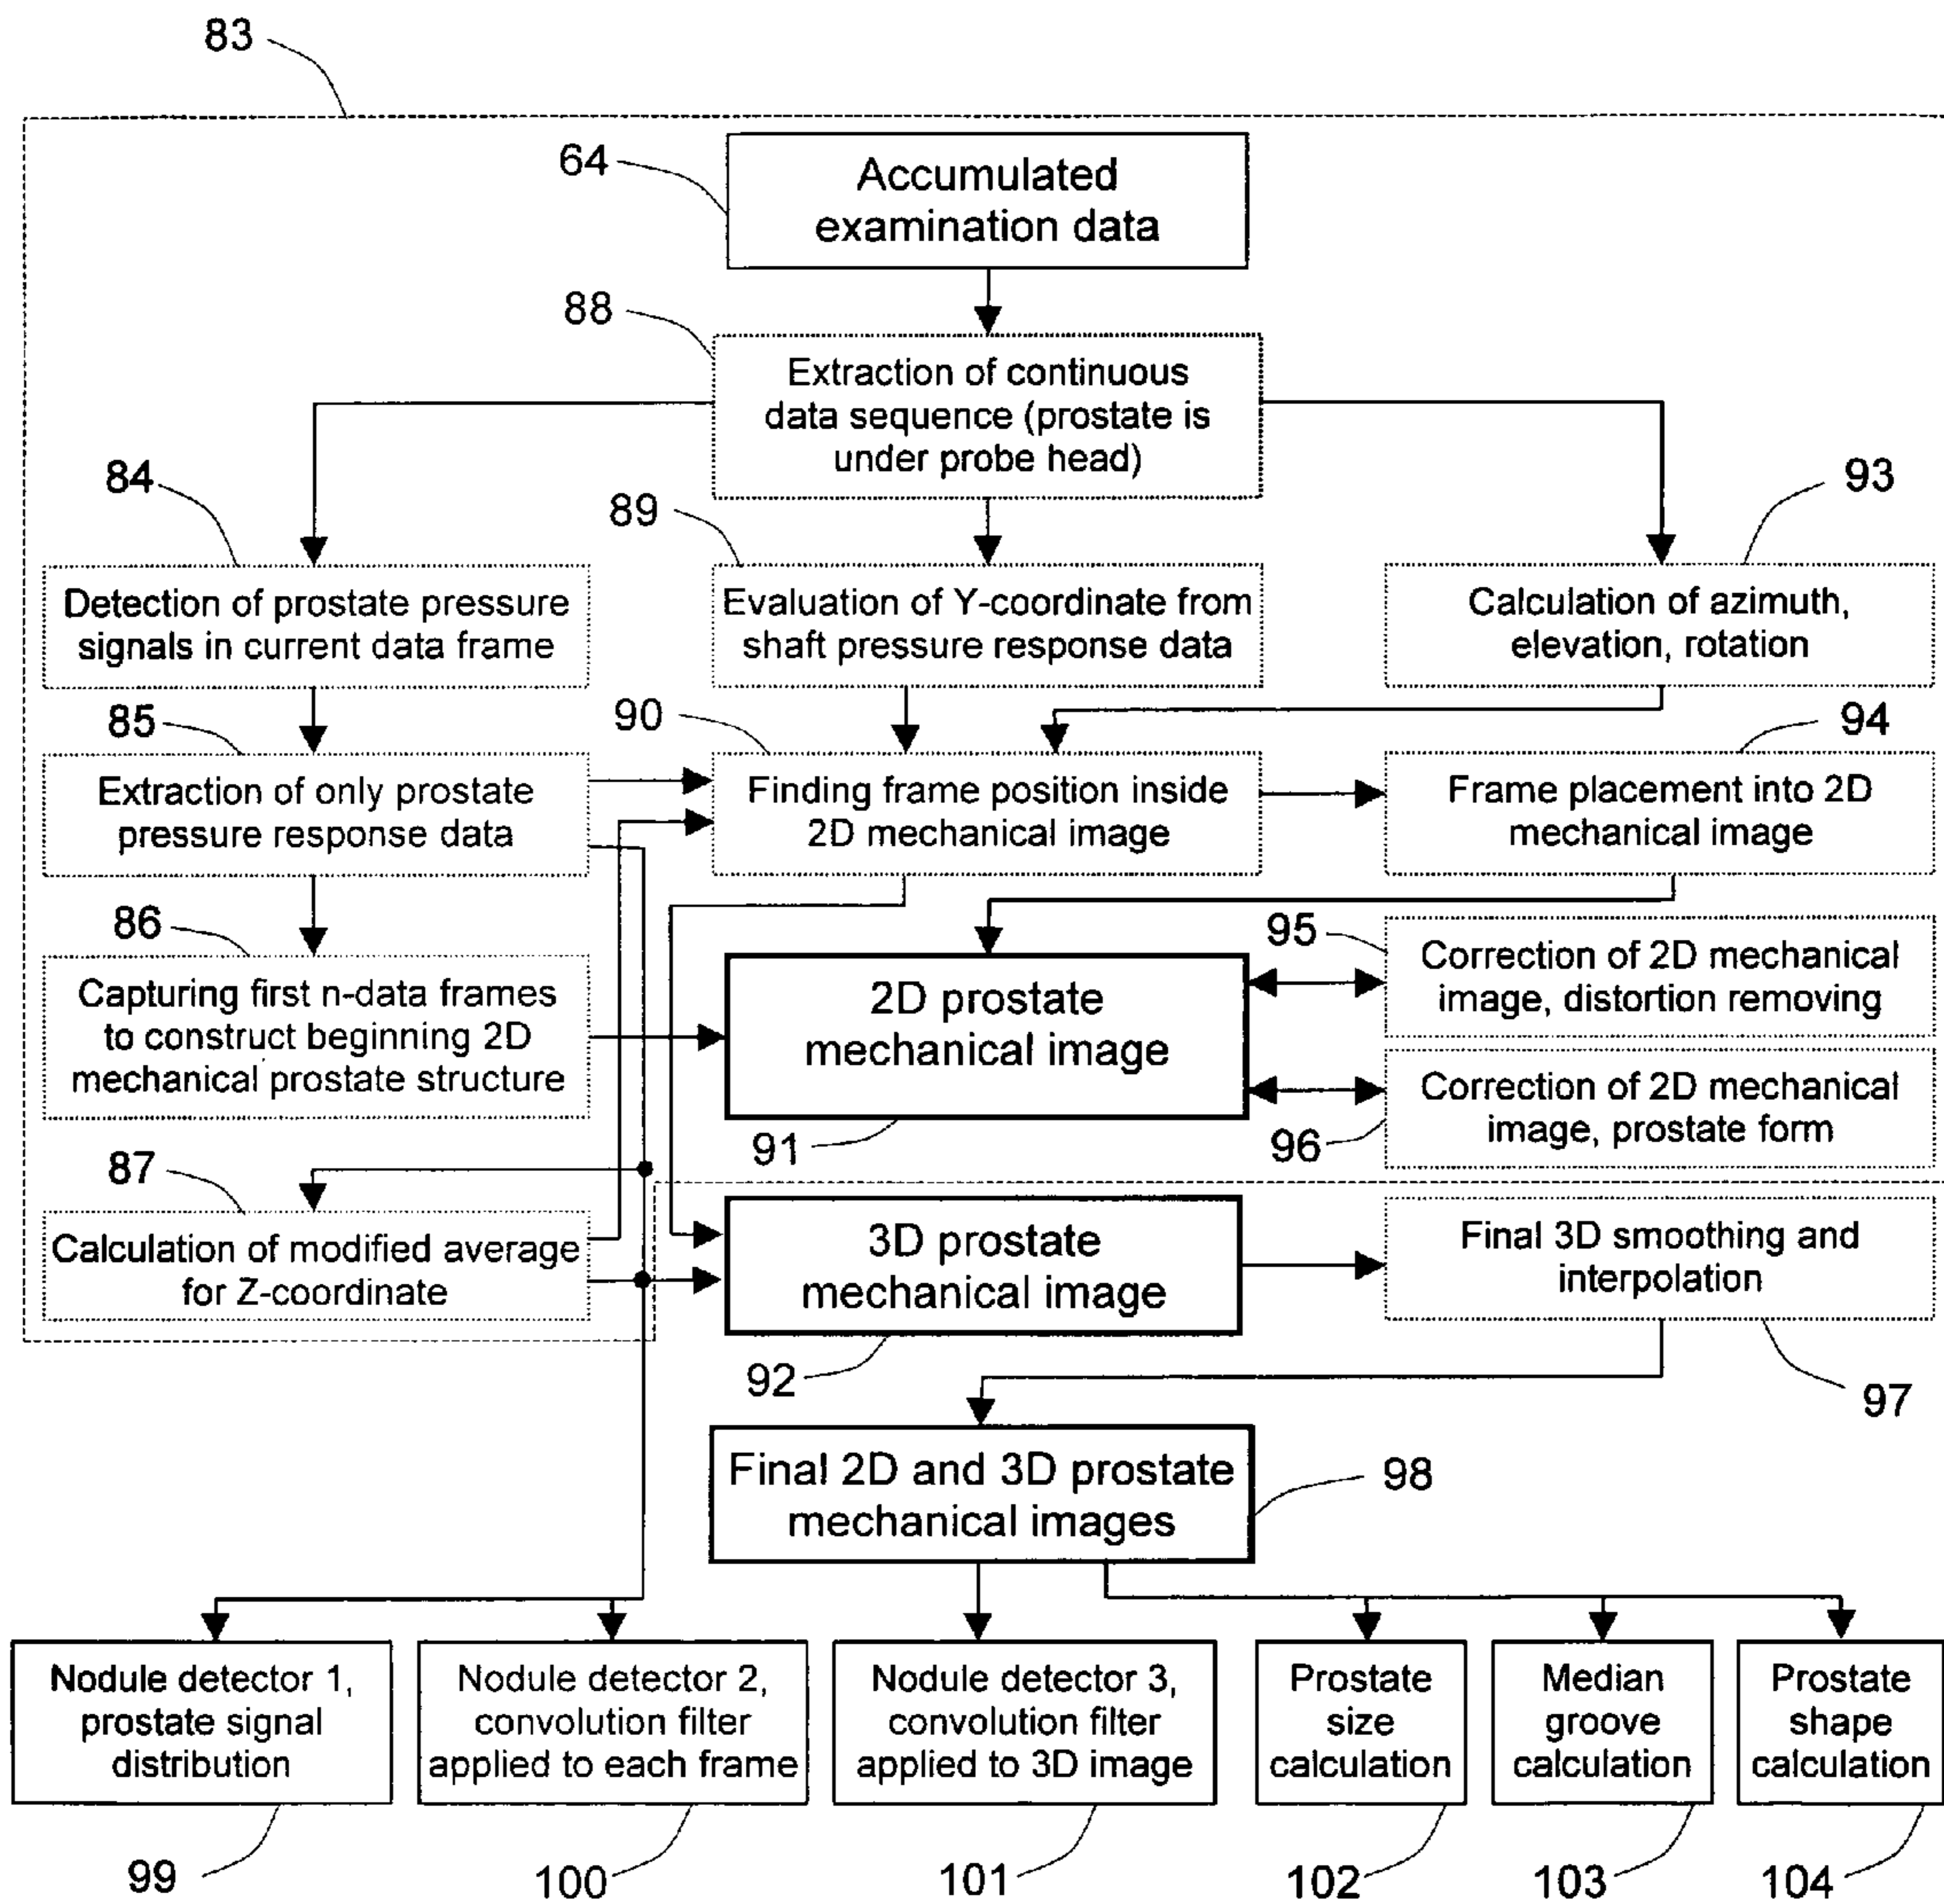 83
64
Accumulated
examination data
88
Extraction of continuous
data sequence (prostate is
under probe head)
84
89
93
Detection of prostate pressure
signals in current data frame
Evaluation of Y-coordinate from
shaft pressure response data
Calculation of azimuth,
elevation, rotation
85
90
94
Extraction of only prostate
pressure response data
Finding frame position inside
2D mechanical image
Frame placement into 2D
mechanical image
86
95
Capturing first n-data frames
to construct beginning 2D
mechanical prostate structure
2D prostate
mechanical image
Correction of 2D mechanical
image, distortion removing
91
96
Correction of 2D mechanical
image, prostate form
87
Calculation of modified average
for Z-coordinate
3D prostate
mechanical image
Final 3D smoothing and
interpolation
92
97
Final 2D and 3D prostate
mechanical images
98
Nodule detector 1,
prostate signal
distribution
Nodule detector 2,
convolution filter
applied to each frame
Nodule detector 3,
convolution filter
applied to 3D image
Prostate
size
calculation
Median
groove
calculation
Prostate
shape
calculation
99
100
101
102
103
104